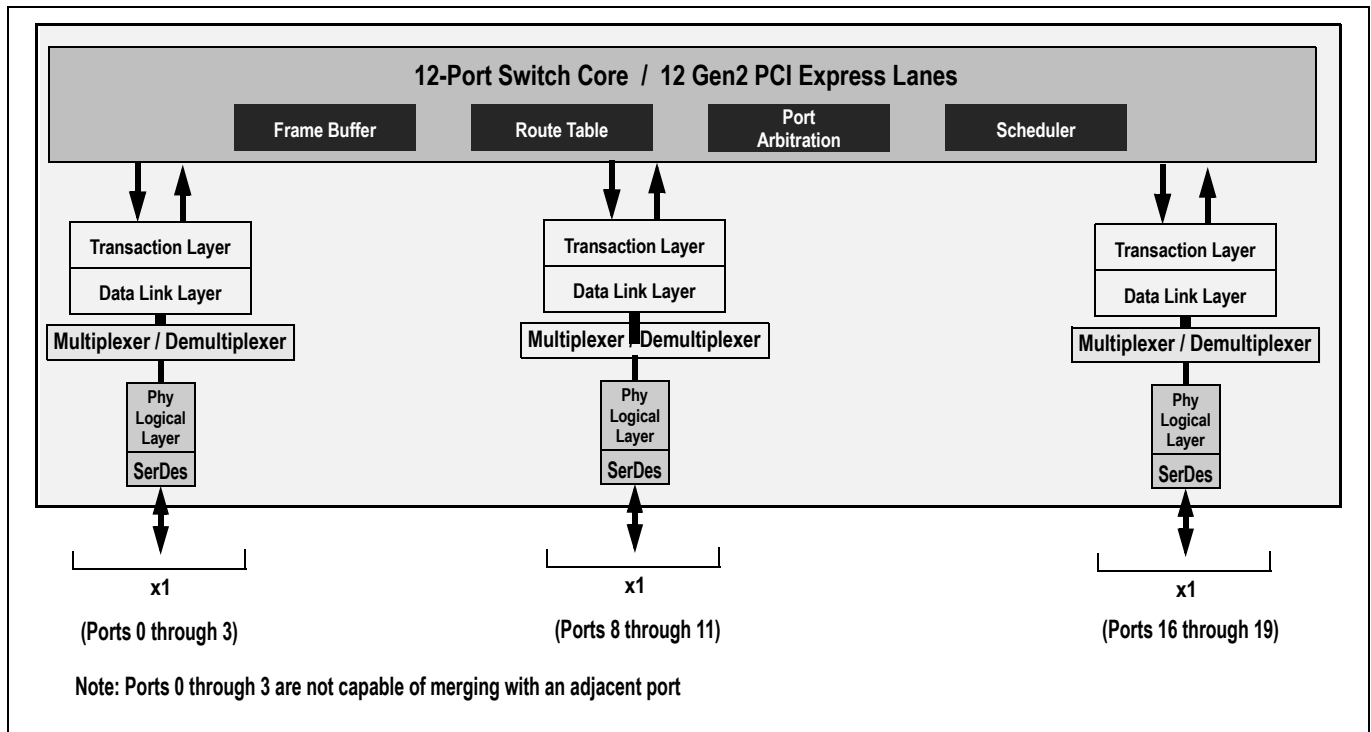 12-Port Switch Core / 12 Gen2 PCI Express Lanes
Frame Buffer
Route Table
Port
Arbitration
Scheduler
Transaction Layer
Data Link Layer
Multiplexer / Demultiplexer
Phy
Logical
Layer
SerDes
x1
(Ports 0 through 3)
Transaction Layer
Data Link Layer
Multiplexer / Demultiplexer
Phy
Logical
Layer
SerDes
x1
(Ports 8 through 11)
Transaction Layer
Data Link Layer
Multiplexer / Demultiplexer
Phy
Logical
Layer
SerDes
x1
(Ports 16 through 19)
Note: Ports 0 through 3 are not capable of merging with an adjacent port